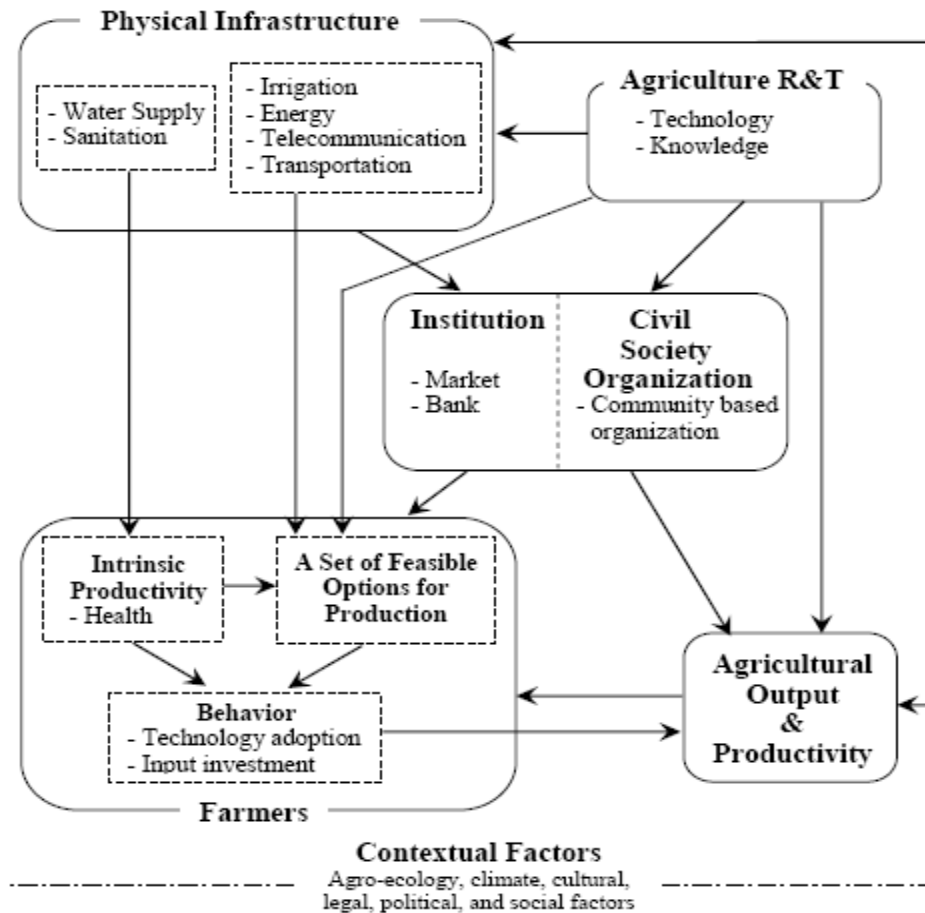 Physical Infrastructure
- Water Supply
- Sanitation
- Irrigation
- Energy
- Telecommunication
- Transportation
Agriculture R&T
- Technology
- Knowledge
Institution
- Market
- Bank
Civil
Society
Organization
- Community based
organization
Intrinsic
Productivity
- Health
A Set of Feasible
Options for
Production
Behavior
- Technology adoption
- Input investment
Farmers
Agricultural
Output
&
Productivity
Contextual Factors
Agro-ecology, climate, cultural,
legal, political, and social factors